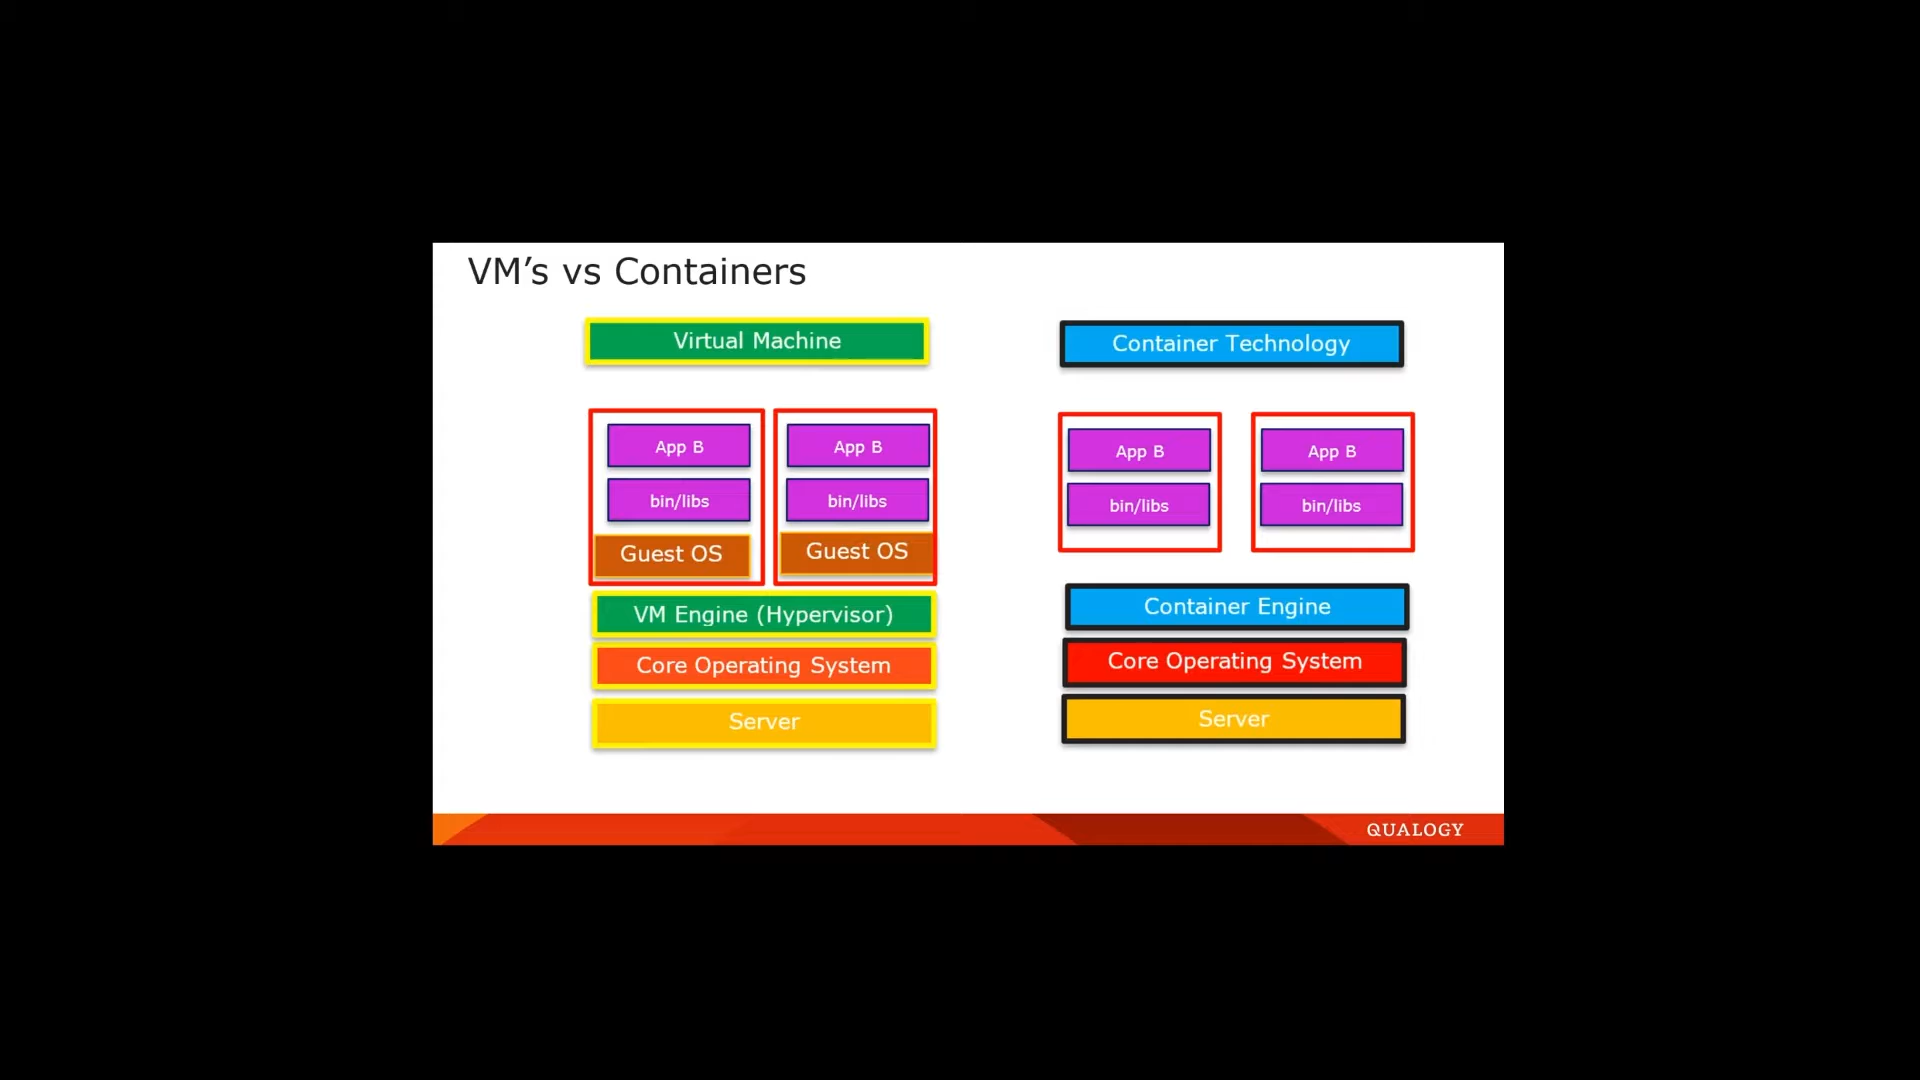 VM’s vs Containers
Virtual Machine
Container Technology
App B
App B
bin/libs
bin/libs
Guest OS
Guest OS
VM Engine (Hypervisor)
Core Operating System
Server
App B
App B
bin/libs
bin/libs
Container Engine
Core Operating System
Server
QUALOGY